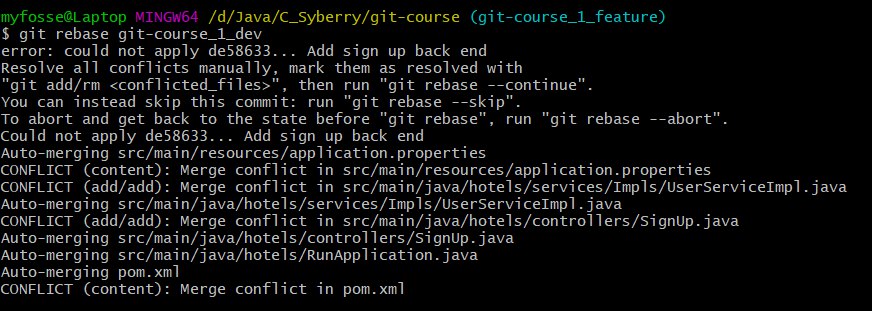 myfosse@Laptop MINGW64 /d/Java/C_Syberry/git-course (git-course_1_feature)
$ git rebase git-course_1_dev
error: could not apply de58633... Add sign up back end
Resolve all conflicts manually, mark them as resolved with
"git add/rm <conflicted_files>", then run "git rebase --continue".
You can instead skip this commit: run "git rebase --skip".
To abort and get back to the state before "git rebase", run "git rebase --abort".
Could not apply de58633... Add sign up back end
Auto-merging src/main/resources/application.properties
CONFLICT (content): Merge conflict in src/main/resources/application.properties
CONFLICT (add/add): Merge conflict in src/main/java/hotels/services/Impls/UserServiceImpl.java
Auto-merging src/main/java/hotels/services/Impls/UserServiceImpl.java
CONFLICT (add/add): Merge conflict in src/main/java/hotels/controllers/SignUp.java
Auto-merging src/main/java/hotels/controllers/SignUp.java
Auto-merging src/main/java/hotels/RunApplication.java
Auto-merging pom.xml
CONFLICT (content): Merge conflict in pom.xml